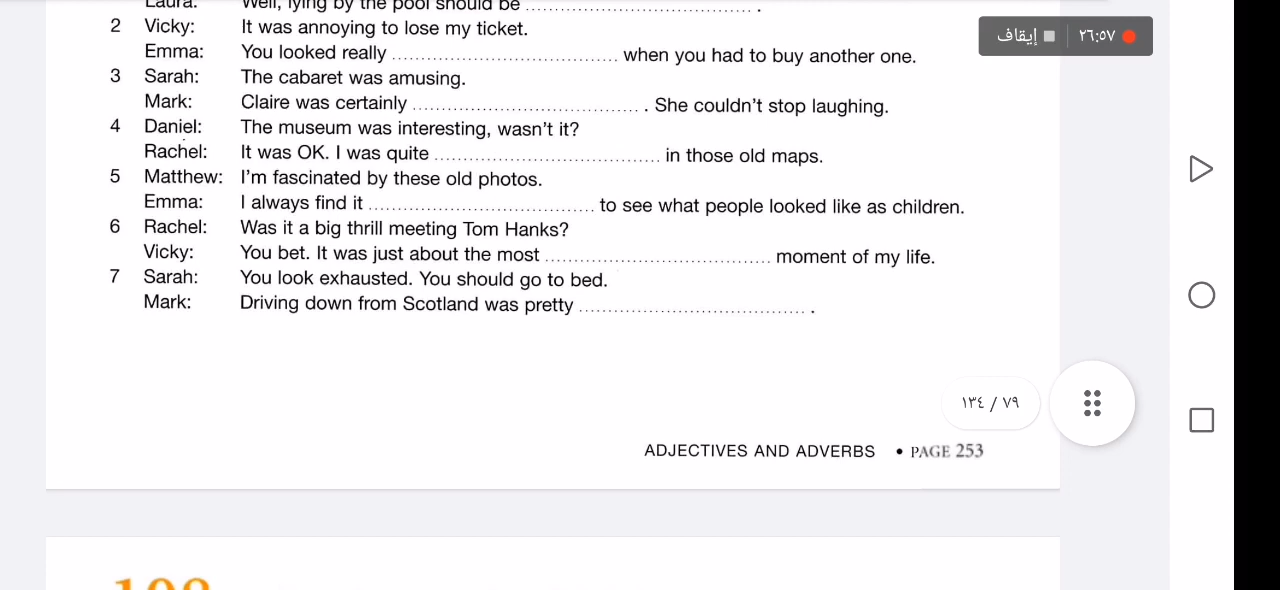 Laura: Well, lying by the pool should be .................................... .
٢٦:٥٧ إيقاف
2 Vicky: It was annoying to lose my ticket.
Emma: You looked really .................................... when you had to buy another one.
3 Sarah: The cabaret was amusing.
Mark: Claire was certainly .................................... . She couldn't stop laughing.
4 Daniel: The museum was interesting, wasn't it?
Rachel: It was OK. I was quite .................................... in those old maps.
5 Matthew: I'm fascinated by these old photos.
Emma: I always find it .................................... to see what people looked like as children.
6 Rachel: Was it a big thrill meeting Tom Hanks?
Vicky: You bet. It was just about the most .................................... moment of my life.
7 Sarah: You look exhausted. You should go to bed.
Mark: Driving down from Scotland was pretty .................................... .
١٣٤ / ٧٩
ADJECTIVES AND ADVERBS • PAGE 253